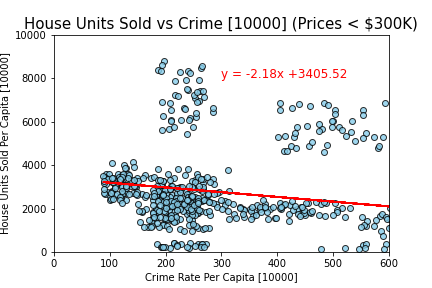 House Units Sold vs Crime [10000] (Prices < $300K)
10000
8000
6000
4000
2000
0
House Units Sold Per Capita [10000]
y = -2.18x +3405.52
0 100 200 300 400 500 600
Crime Rate Per Capita [10000]